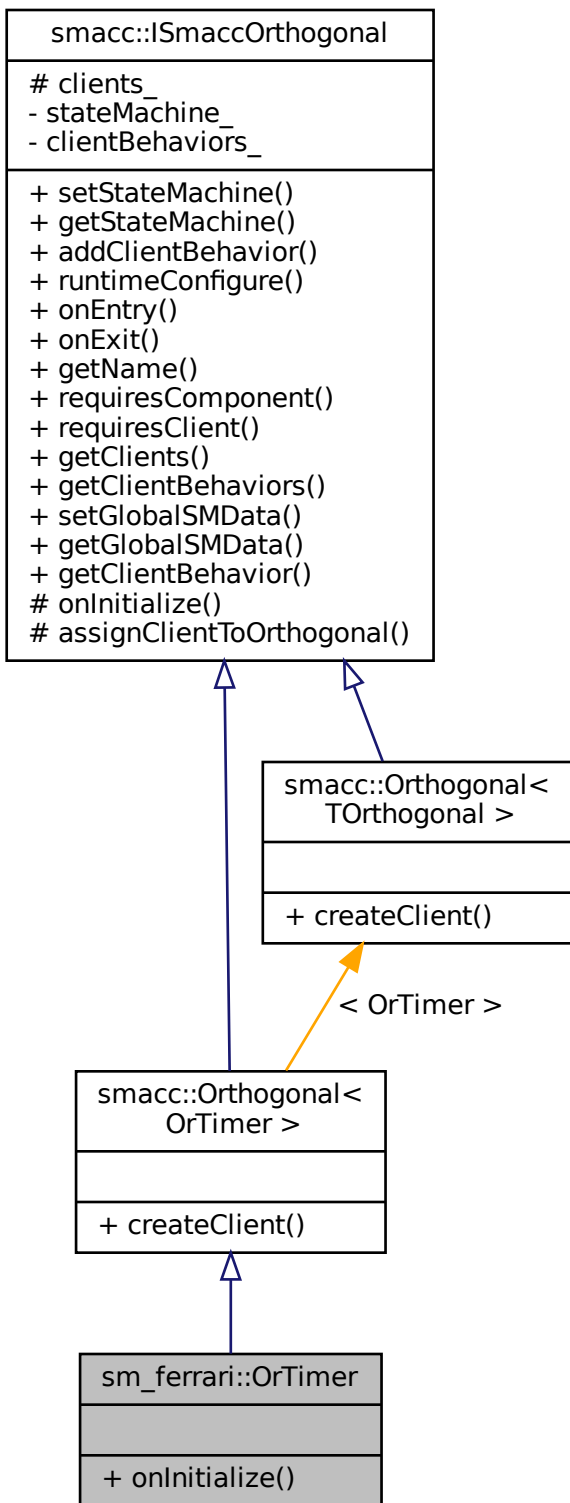 smacc::ISmaccOrthogonal
# clients_
- stateMachine_
- clientBehaviors_
+ setStateMachine()
+ getStateMachine()
+ addClientBehavior()
+ runtimeConfigure()
+ onEntry()
+ onExit()
+ getName()
+ requiresComponent()
+ requiresClient()
+ getClients()
+ getClientBehaviors()
+ setGlobalSMData()
+ getGlobalSMData()
+ getClientBehavior()
# onInitialize()
# assignClientToOrthogonal()
smacc::Orthogonal<
TOrthogonal >
+ createClient()
< OrTimer >
smacc::Orthogonal<
OrTimer >
+ createClient()
sm_ferrari::OrTimer
+ onInitialize()